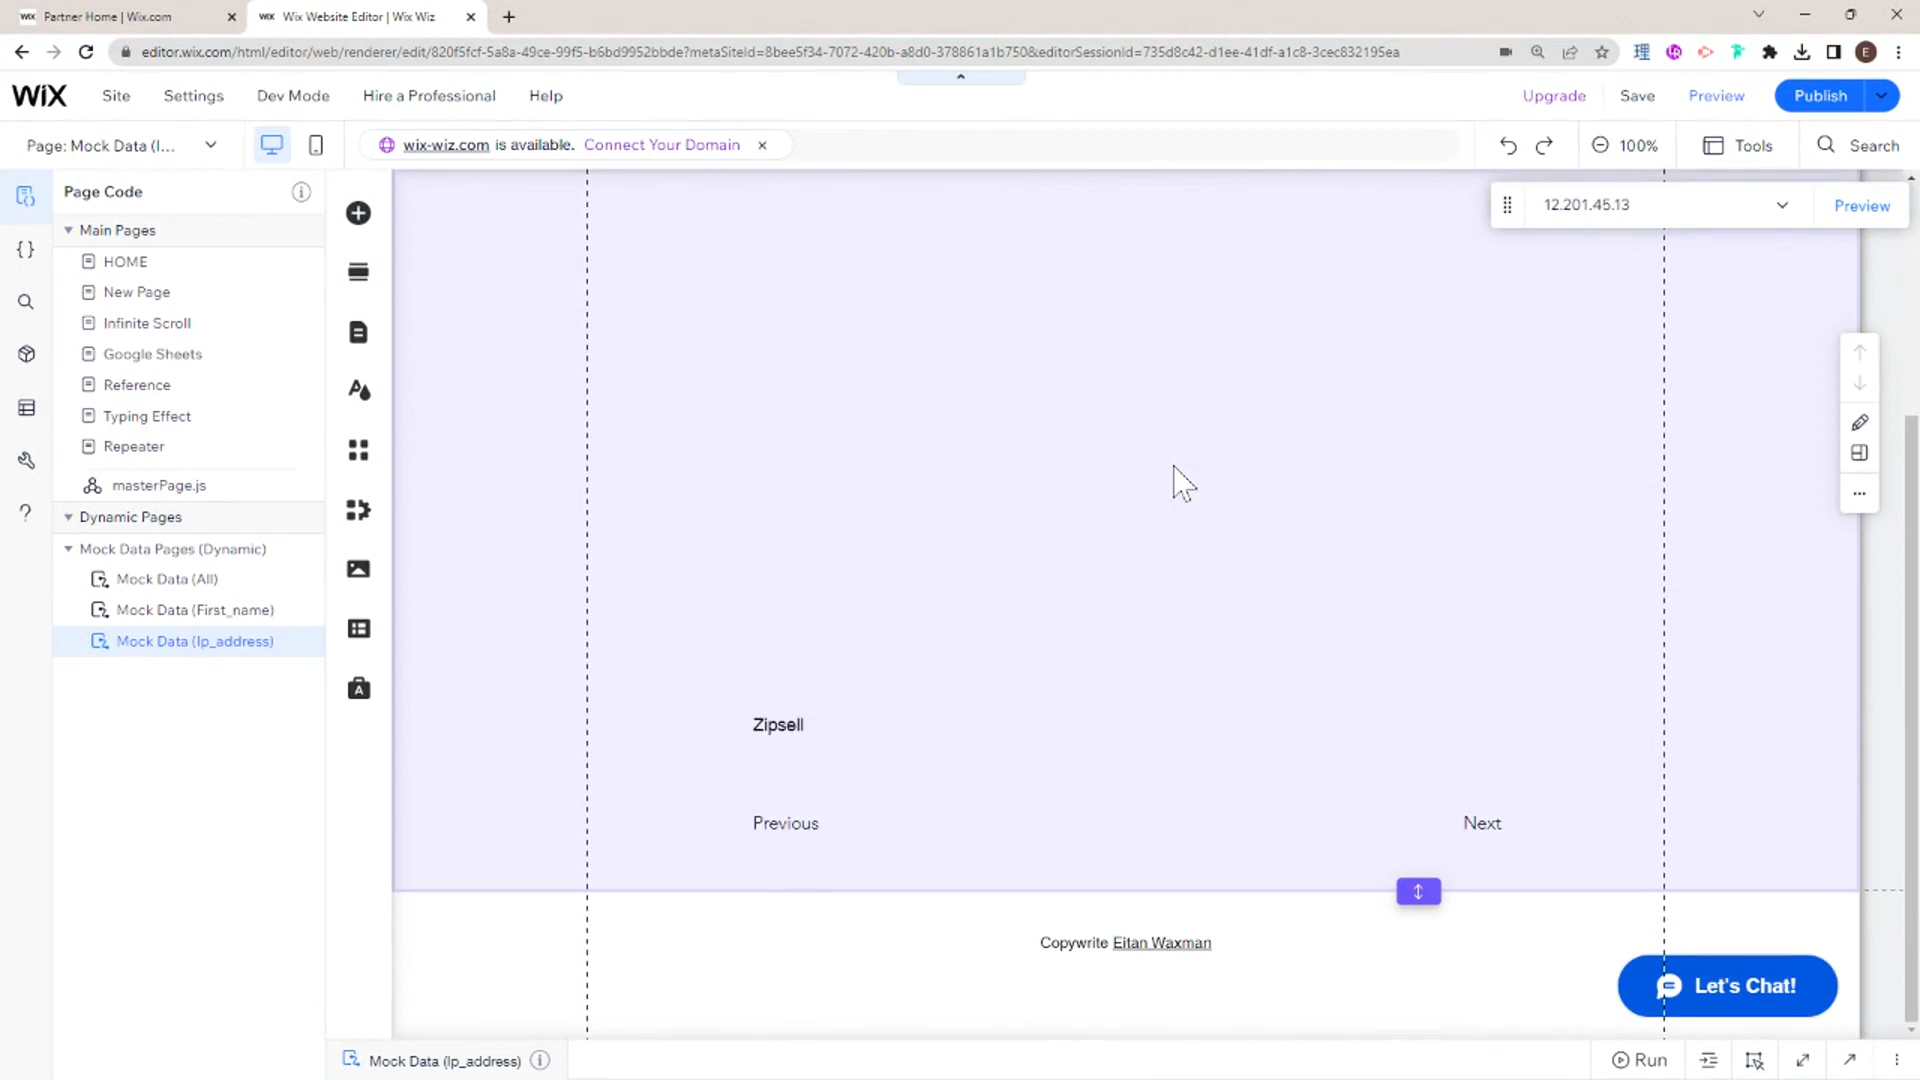 Partner Home | Wix.com
Wix Website Editor | Wix Wiz
editor.wix.com/html/editor/web/renderer/edit/820f5fcf-5a8a-49ce-99f5-b6bd9952bbde?metaSiteId=8bee5f34-7072-420b-a8d0-378861a1b750&editorSessionId=735d8c42-d1ee-41df-a1c8-3cec832195ea
E
WiX Site Settings Dev Mode Hire a Professional Help Upgrade Save Preview Publish
Page: Mock Data (I... wix-wiz.com is available. Connect Your Domain 100% Tools Search
Page Code
12.201.45.13 Preview
Main Pages
HOME
New Page
Infinite Scroll
Google Sheets
Reference
Typing Effect
Repeater
masterPage.js
Dynamic Pages
Mock Data Pages (Dynamic)
Mock Data (All)
Mock Data (First_name)
Mock Data (Ip_address)
Zipsell
Previous Next
Copywrite Eitan Waxman
Let's Chat!
Mock Data (Ip_address) Run